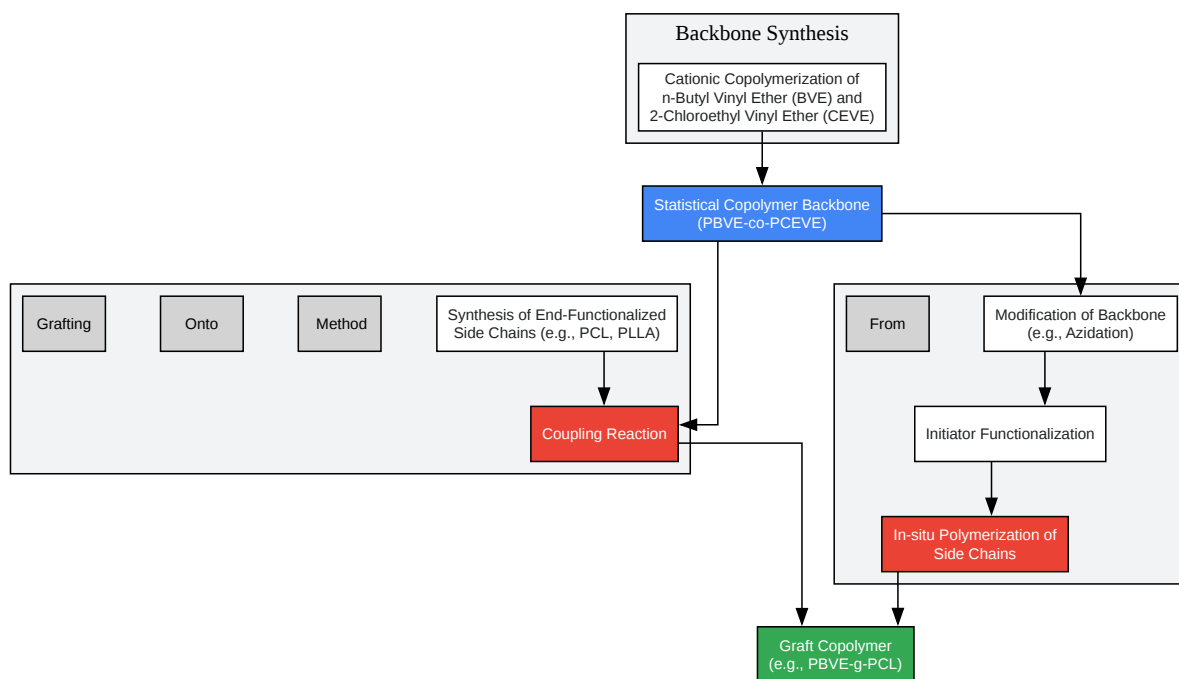 Backbone Synthesis
Cationic Copolymerization of
n-Butyl Vinyl Ether (BVE) and
2-Chloroethyl Vinyl Ether (CEVE)
Statistical Copolymer Backbone
(PBVE-co-PCEVE)
Grafting
Onto
Method
Synthesis of End-Functionalized
Side Chains (e.g., PCL, PLLA)
Coupling Reaction
From
Modification of Backbone
(e.g., Azidation)
Initiator Functionalization
In-situ Polymerization of
Side Chains
Graft Copolymer
(e.g., PBVE-g-PCL)